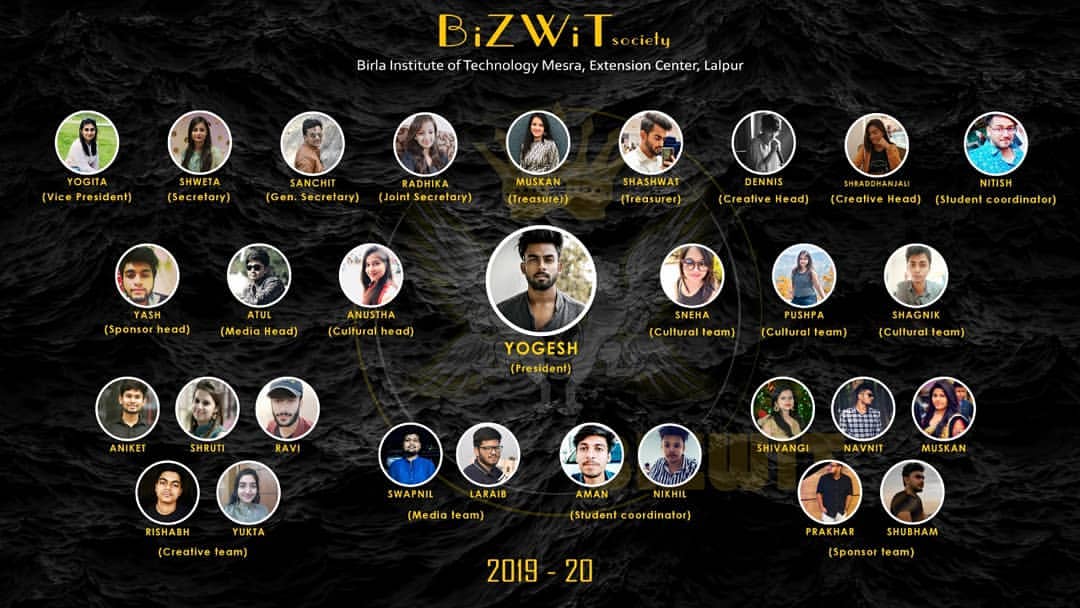 BiZWiT society
Birla Institute of Technology Mesra, Extension Center, Lalpur
YOGITA
(Vice President)
SHWETA
(Secretary)
SANCHIT
(Gen. Secretary)
RADHIKA
(Joint Secretary)
MUSKAN
(Treasure))
SHASHWAT
(Treasurer)
DENNIS
(Creative Head)
SHRADDHANJALI
(Creative Head)
NITISH
(Student coordinator)
YASH
(Sponsor head)
ATUL
(Media Head)
ANUSTHA
(Cultural head)
YOGESH
(President)
SNEHA
(Cultural team)
PUSHPA
(Cultural team)
SHAGNIK
(Cultural team)
ANIKET SHRUTI RAVI
RISHABH YUKTA
(Creative team)
SWAPNIL LARAIB
(Media team)
AMAN NIKHIL
(Student coordinator)
SHIVANGI NAVNIT MUSKAN
PRAKHAR SHUBHAM
(Sponsor team)
2019 - 20